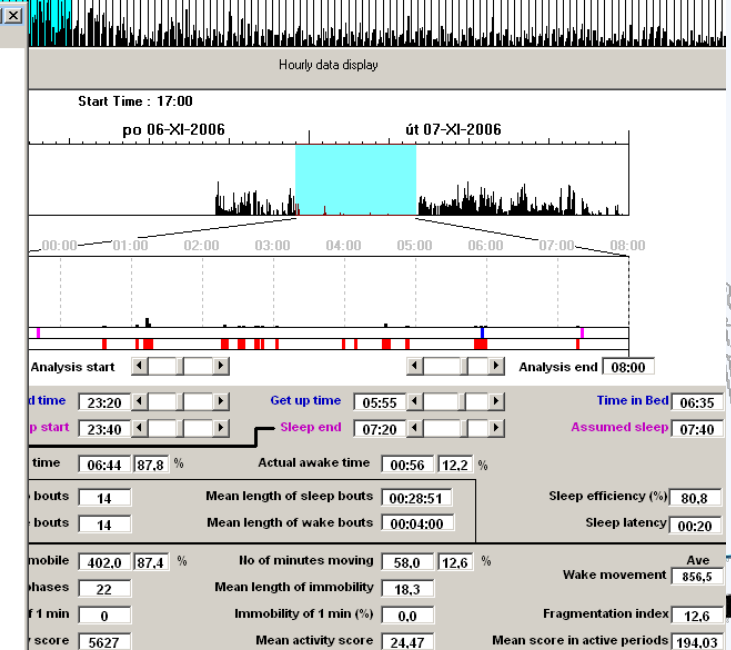 Hourly data display
Start Time : 17:00
po 06-XI-2006 út 07-XI-2006
00:00 01:00 02:00 03:00 04:00 05:00 06:00 07:00 08:00
Analysis start Analysis end 08:00
d time 23:20 Get up time 05:55 Time in Bed 06:35
p start 23:40 Sleep end 07:20 Assumed sleep 07:40
time 06:44 87,8 % Actual awake time 00:56 12,2 %
bouts 14 Mean length of sleep bouts 00:28:51 Sleep efficiency (%) 80,8
bouts 14 Mean length of wake bouts 00:04:00 Sleep latency 00:20
mobile 402,0 87,4 % No of minutes moving 58,0 12,6 % Ave
Wake movement 856,5
phases 22 Mean length of immobility 18,3
f 1 min 0 Immobility of 1 min (%) 0,0 Fragmentation index 12,6
score 5627 Mean activity score 24,47 Mean score in active periods 194,03